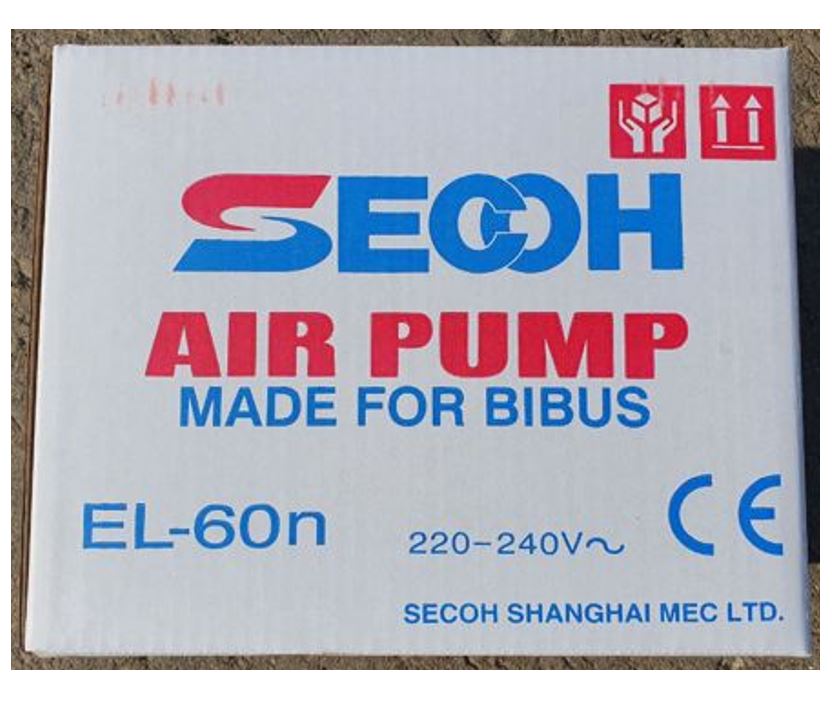 SECOH
AIR PUMP
MADE FOR BIBUS
EL-60n
220-240V~
CE
SECOH SHANGHAI MEC LTD.